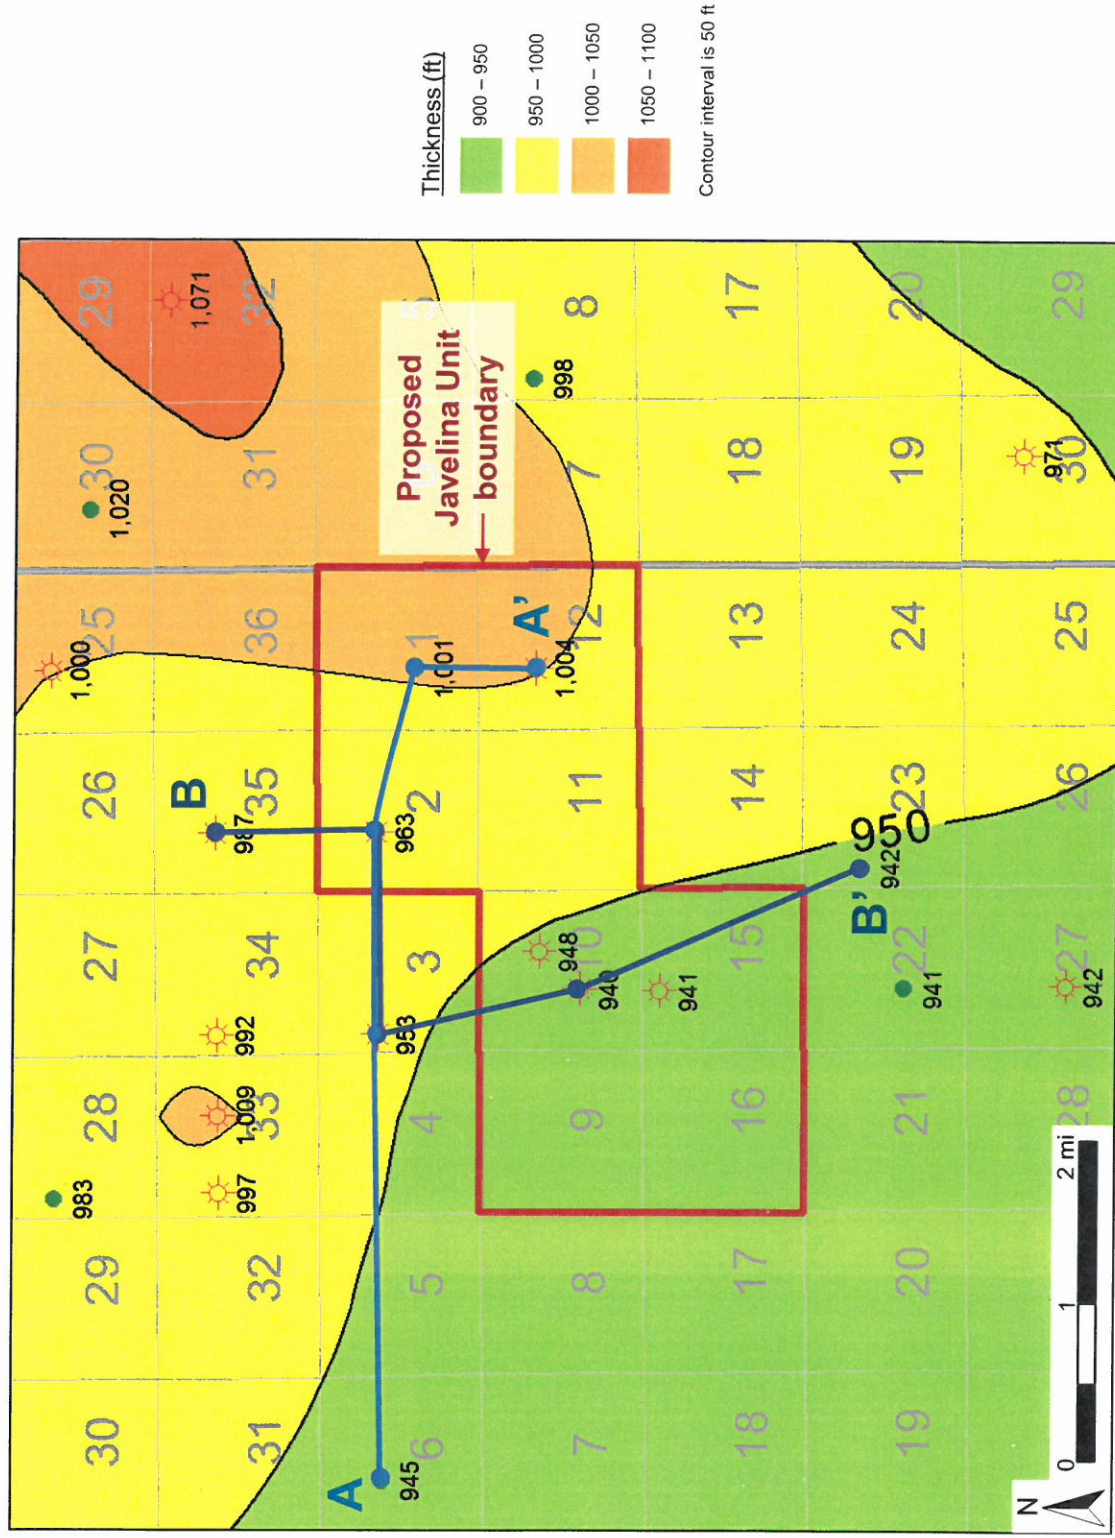 983
1,000
30 29 28 27 26 25 30 29
1,020
B
1,071
997 1,009 992 987
31 32 33 34 35 36 31 32
A
945 953 963
6 5 4 3 2 1 5
1,001
Proposed
Javelina Unit
boundary
A'
948 1,004 998
7 8 9 10 11 12 7 8
941
18 17 16 15 14 13 18 17
B' 942 950
19 20 21 22 23 24 19 20
941
N
0 1 2 mi
28 27 26 25 30 29
942 971
Thickness (ft)
900 – 950
950 – 1000
1000 – 1050
1050 – 1100
Contour interval is 50 ft